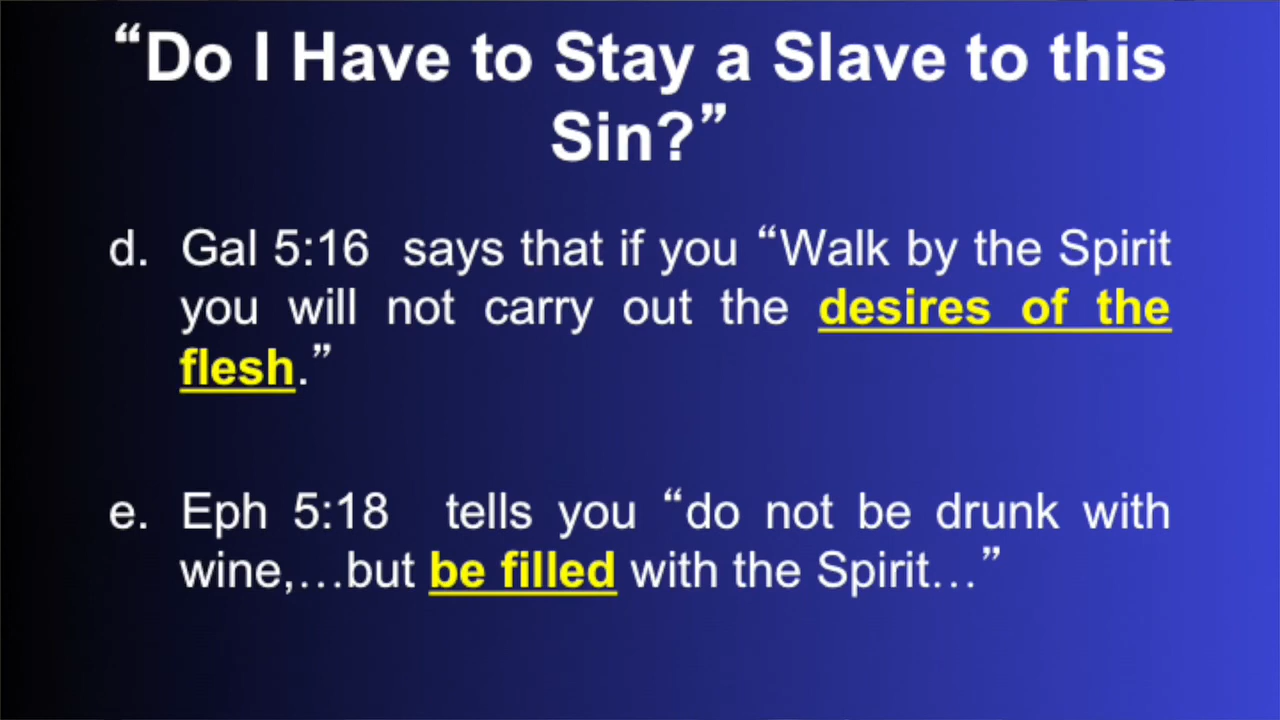 “Do I Have to Stay a Slave to this
Sin?”
d. Gal 5:16 says that if you “Walk by the Spirit
you will not carry out the desires of the
flesh.”
e. Eph 5:18 tells you “do not be drunk with
wine,…but be filled with the Spirit…”